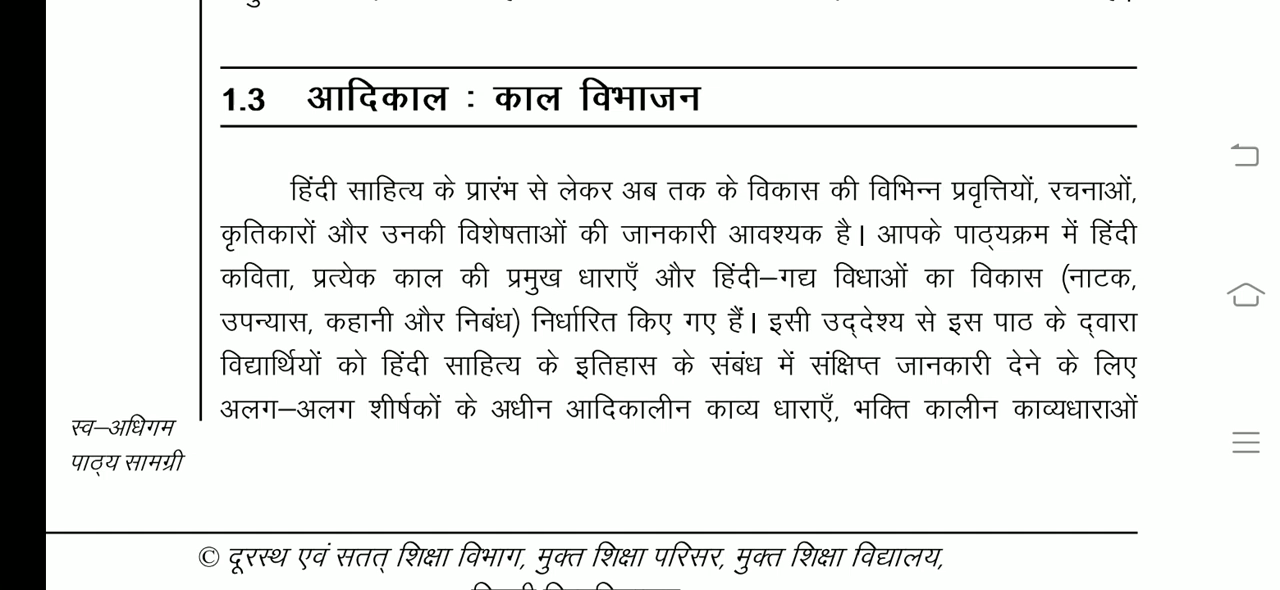 1.3 आदिकाल : काल विभाजन
हिंदी साहित्य के प्रारंभ से लेकर अब तक के विकास की विभिन्न प्रवृत्तियों, रचनाओं,
कृतिकारों और उनकी विशेषताओं की जानकारी आवश्यक है। आपके पाठ्यक्रम में हिंदी
कविता, प्रत्येक काल की प्रमुख धाराएँ और हिंदी–गद्य विधाओं का विकास (नाटक,
उपन्यास, कहानी और निबंध) निर्धारित किए गए हैं। इसी उद्देश्य से इस पाठ के द्वारा
विद्यार्थियों को हिंदी साहित्य के इतिहास के संबंध में संक्षिप्त जानकारी देने के लिए
अलग–अलग शीर्षकों के अधीन आदिकालीन काव्य धाराएँ, भक्ति कालीन काव्यधाराओं
स्व–अधिगम
पाठ्य सामग्री
© दूरस्थ एवं सतत् शिक्षा विभाग, मुक्त शिक्षा परिसर, मुक्त शिक्षा विद्यालय,